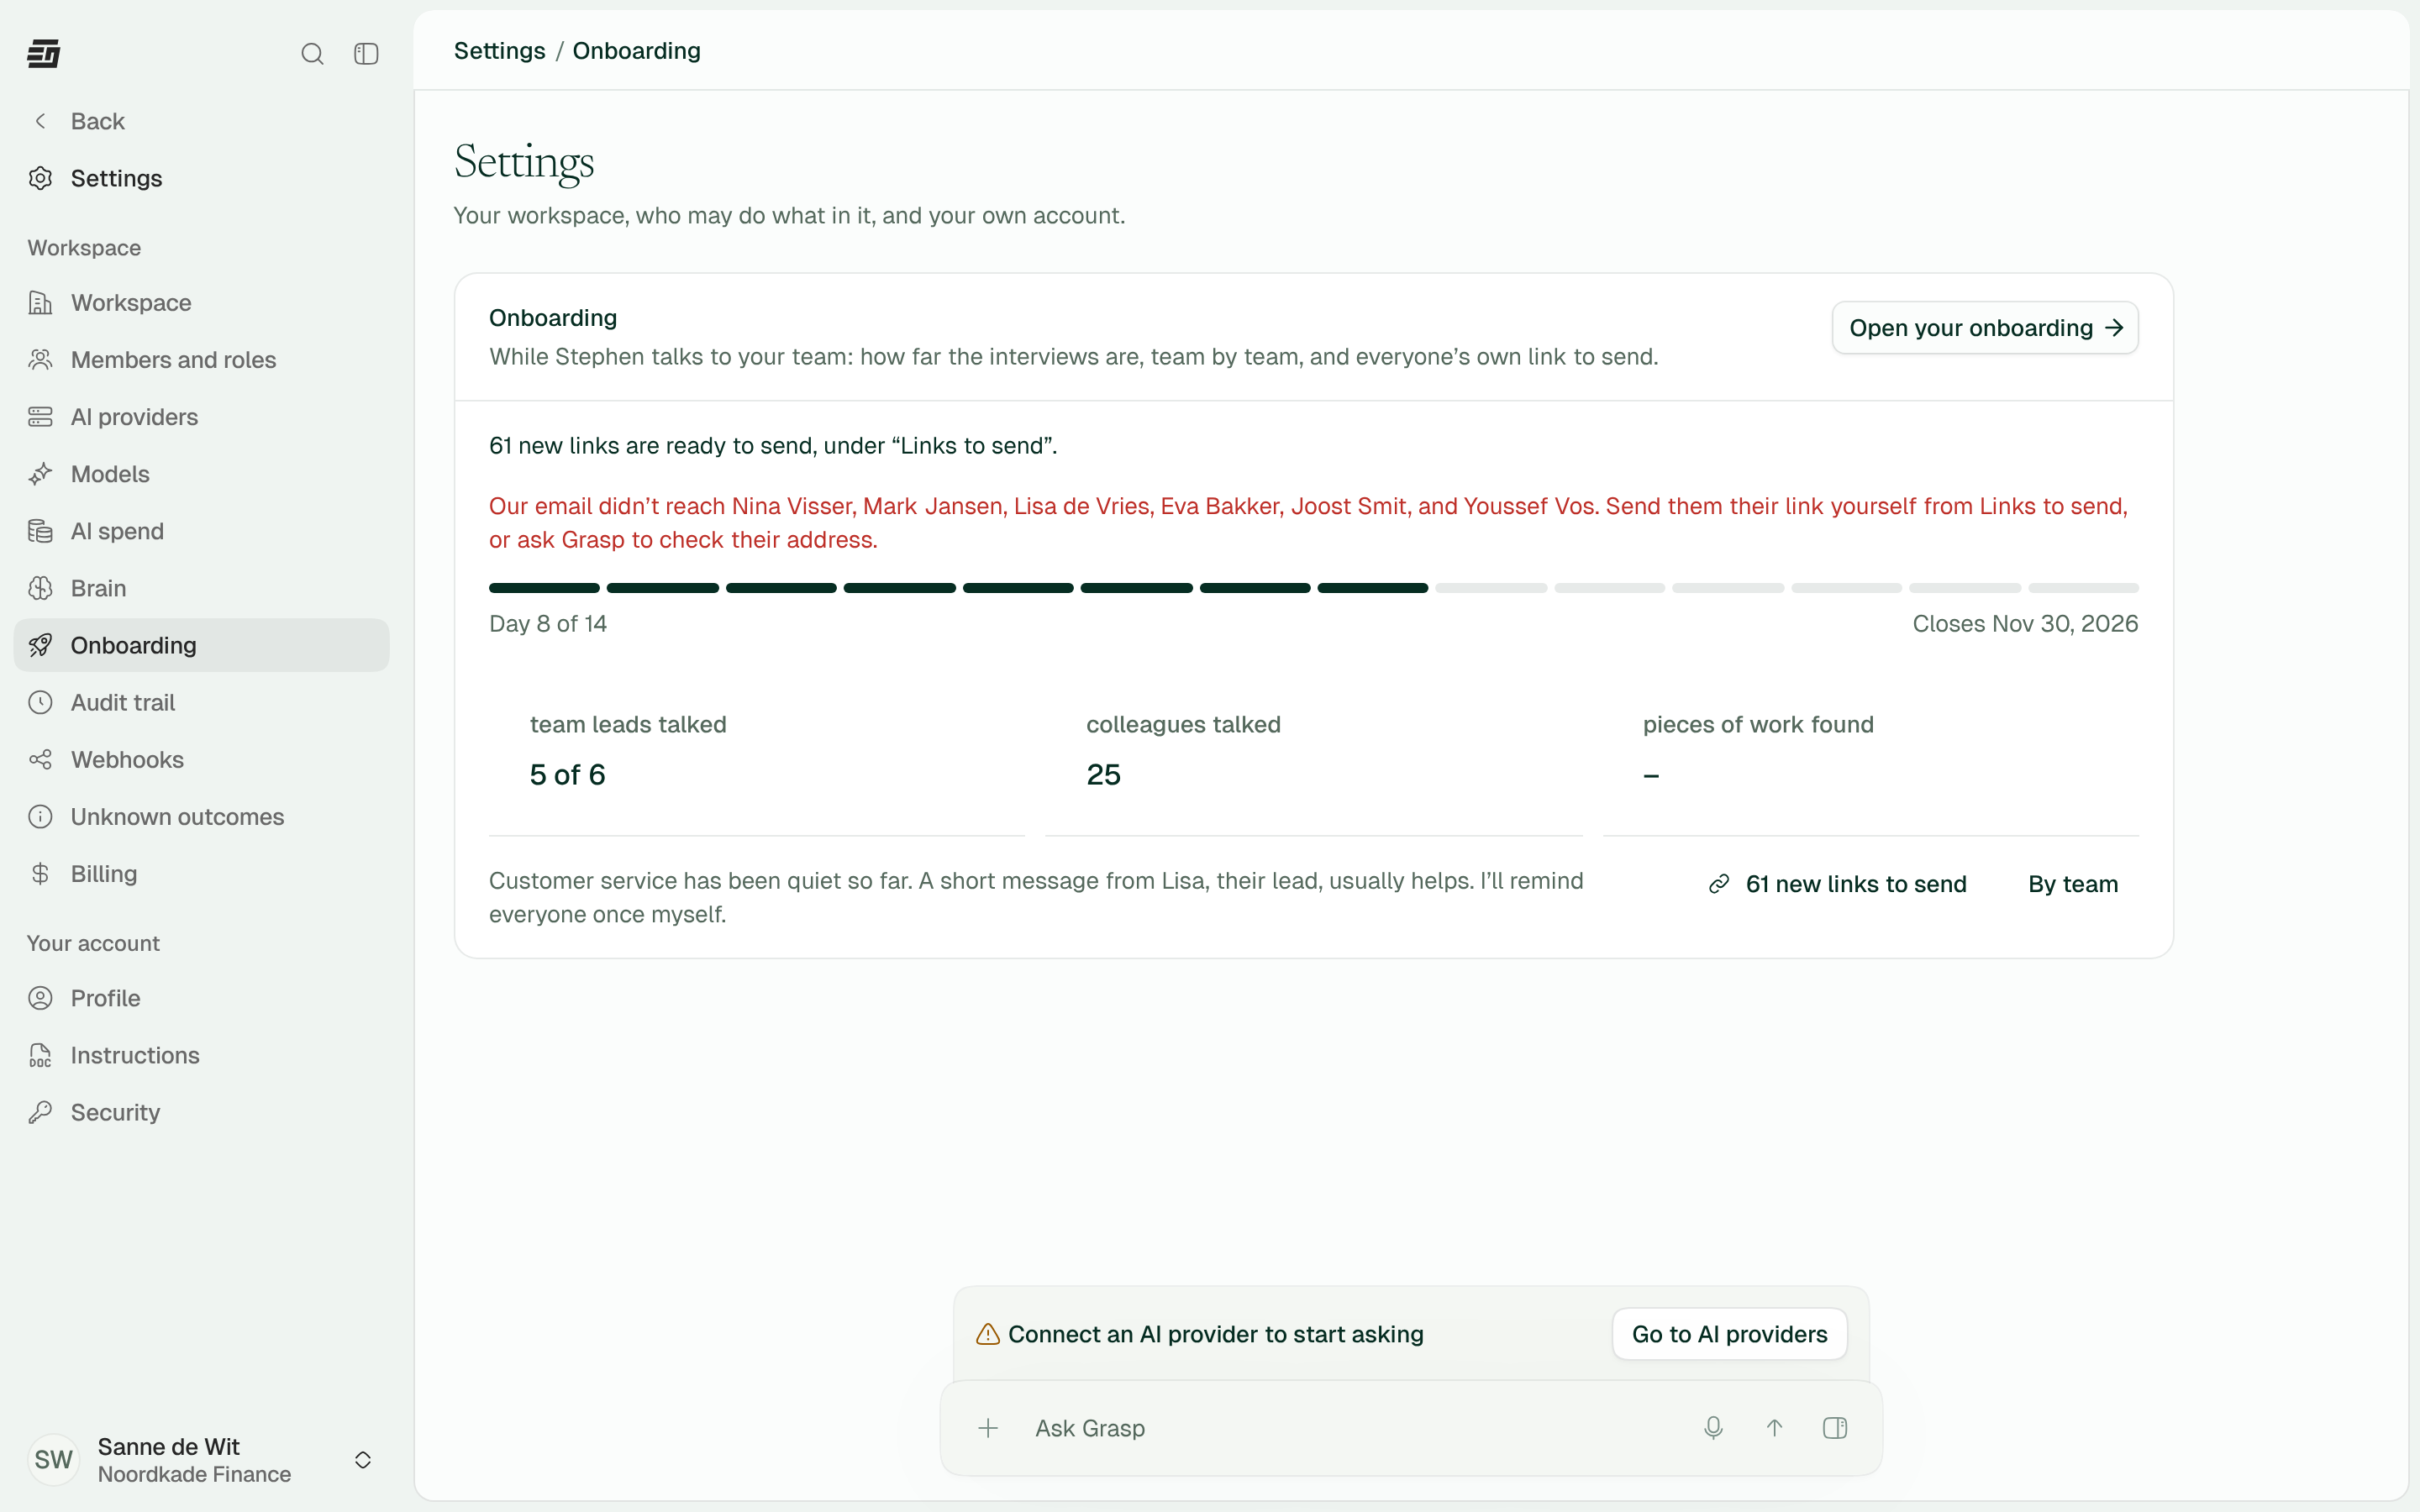 Back
Settings
Workspace
Workspace
Members and roles
AI providers
Models
AI spend
Brain
Onboarding
Audit trail
Webhooks
Unknown outcomes
Billing
Your account
Profile
Instructions
DOC
Security
SW
Sanne de Wit
Noordkade Finance
Settings / Onboarding
Settings
Your workspace, who may do what in it, and your own account.
Onboarding
While Stephen talks to your team: how far the interviews are, team by team, and everyone’s own link to send.
Open your onboarding
61 new links are ready to send, under “Links to send”.
Our email didn’t reach Nina Visser, Mark Jansen, Lisa de Vries, Eva Bakker, Joost Smit, and Youssef Vos. Send them their link yourself from Links to send,
or ask Grasp to check their address.
Day 8 of 14
Closes Nov 30, 2026
team leads talked
5 of 6
colleagues talked
25
pieces of work found
–
Customer service has been quiet so far. A short message from Lisa, their lead, usually helps. I’ll remind
everyone once myself.
61 new links to send
By team
Connect an AI provider to start asking
Go to AI providers
Ask Grasp